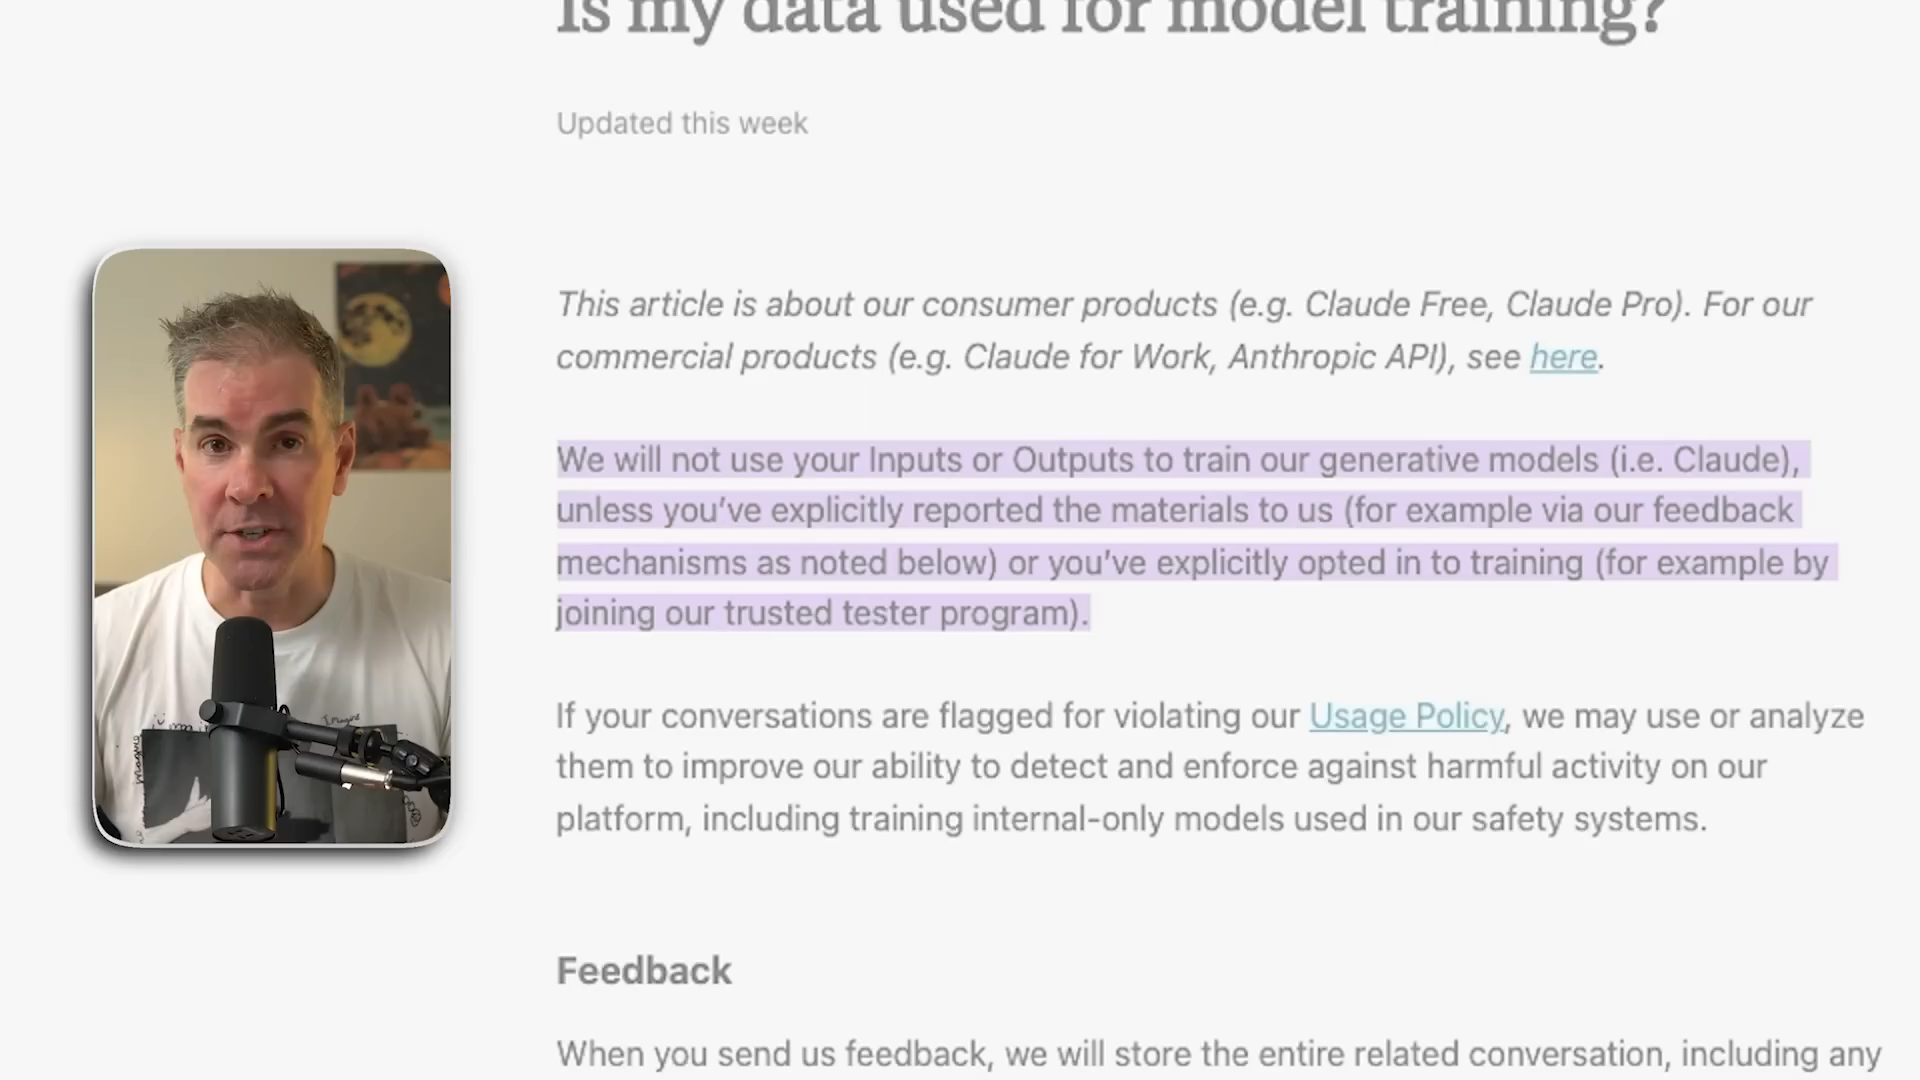 Is my data used for model training?
Updated this week
This article is about our consumer products (e.g. Claude Free, Claude Pro). For our
commercial products (e.g. Claude for Work, Anthropic API), see here.
We will not use your Inputs or Outputs to train our generative models (i.e. Claude),
unless you’ve explicitly reported the materials to us (for example via our feedback
mechanisms as noted below) or you’ve explicitly opted in to training (for example by
joining our trusted tester program).
If your conversations are flagged for violating our Usage Policy, we may use or analyze
them to improve our ability to detect and enforce against harmful activity on our
platform, including training internal-only models used in our safety systems.
Feedback
When you send us feedback, we will store the entire related conversation, including any